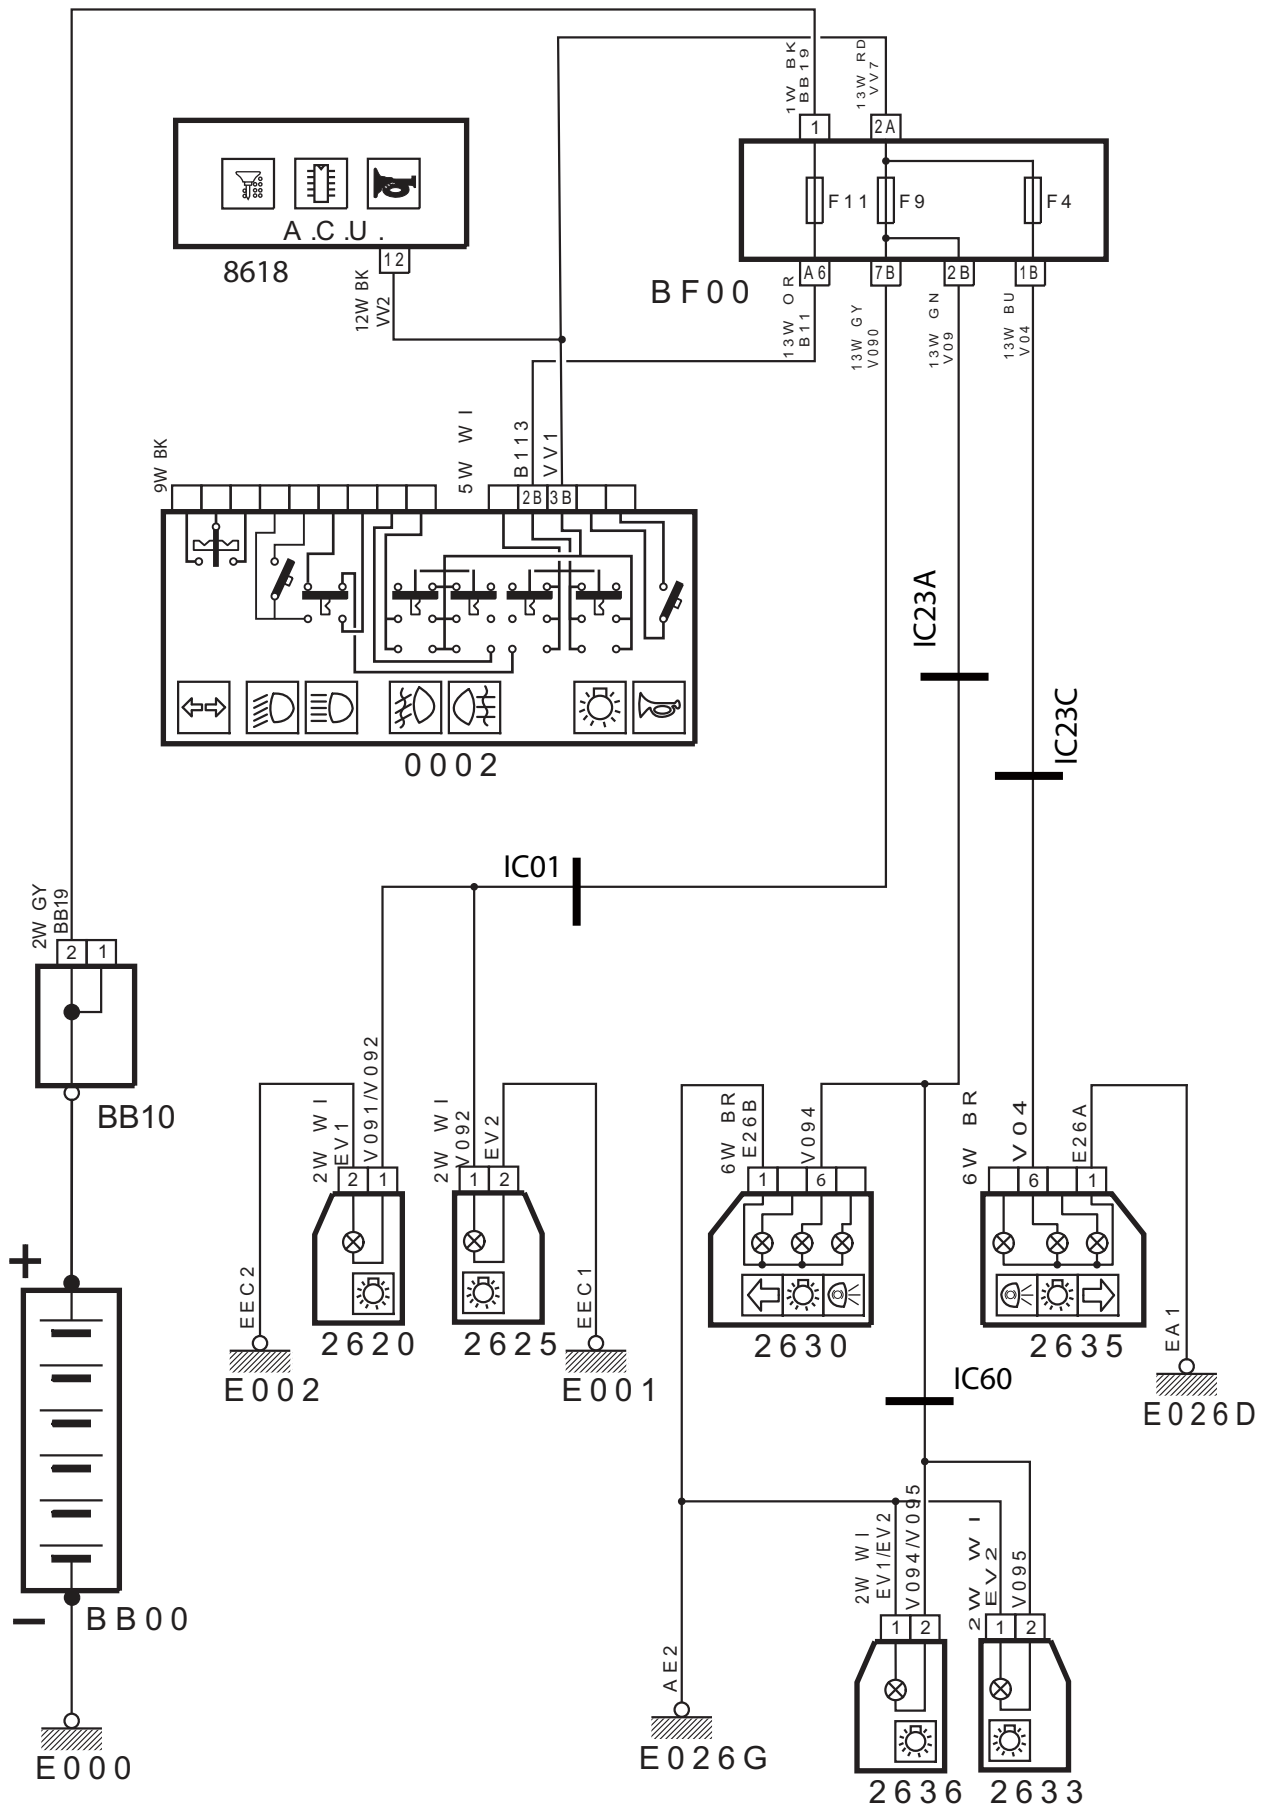 1W BK
BB19
13W RD
VV7
1
2A
F11
F9
F4
A6
7B
2B
1B
BF00
13W OR
B11
13W GY
V090
13W GN
V09
13W BU
V04
A.C.U.
12
8618
12W BK
VV2
9W BK
5W WI
B113
VV1
2B
3B
0002
IC23A
IC23C
IC01
2W GY
BB19
2
1
BB10
2W WI
EV1
V091/V092
2W WI
V092
EV2
6W BR
E26B
V094
6W BR
V04
E26A
2
1
1
2
1
6
6
1
EEC2
EEC1
EA1
2620
2625
2630
2635
E002
E001
E026D
IC60
+
−
BB00
2W WI
EV1/EV2
V094/V095
2W WI
EV2
V095
1
2
1
2
AE2
E000
E026G
2636
2633